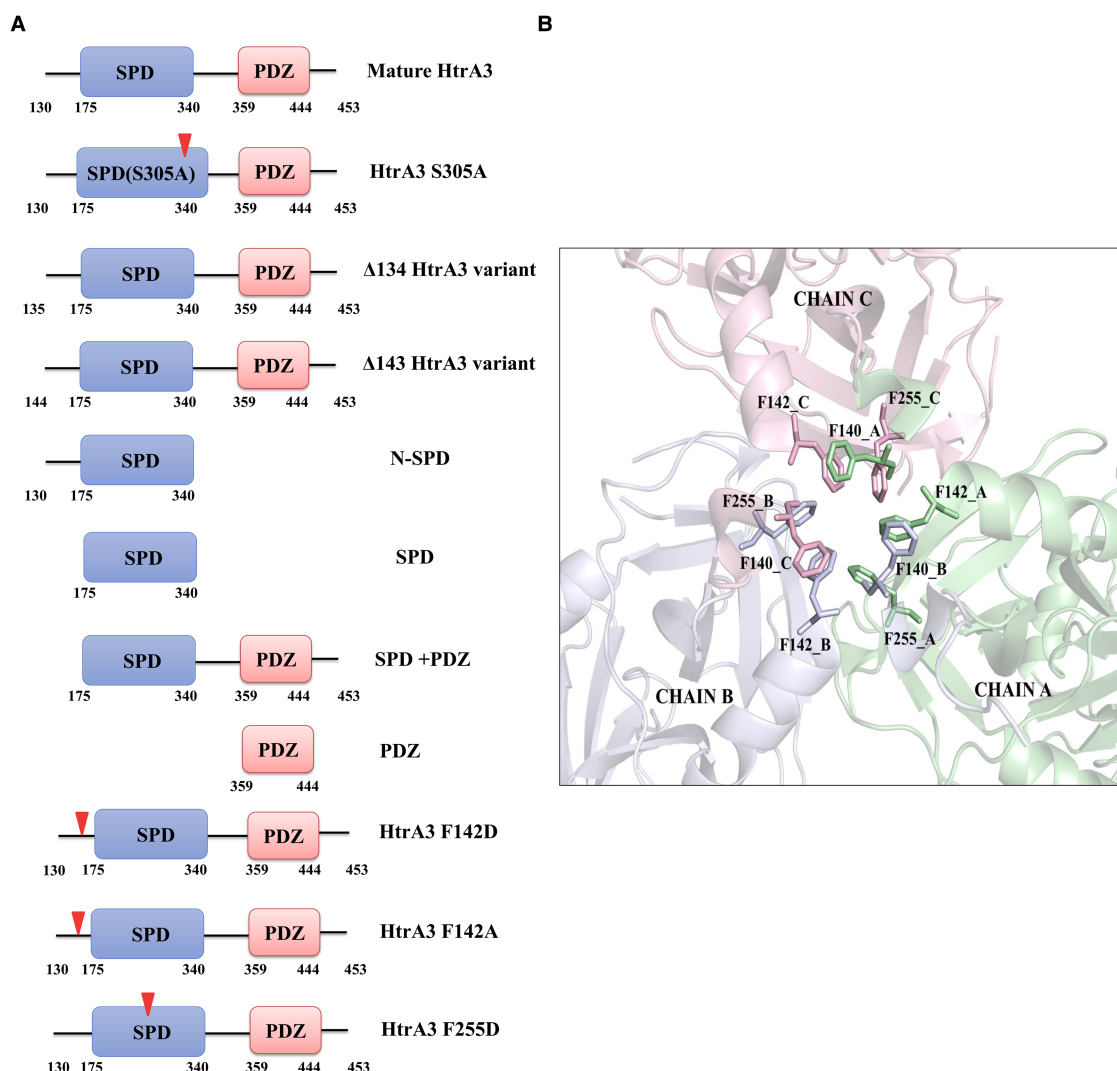 A
SPD PDZ Mature HtrA3
130 175 340 359 444 453
SPD(S305A) PDZ HtrA3 S305A
130 175 340 359 444 453
SPD PDZ Δ134 HtrA3 variant
135 175 340 359 444 453
SPD PDZ Δ143 HtrA3 variant
144 175 340 359 444 453
SPD N-SPD
130 175 340
SPD SPD
175 340
SPD PDZ SPD +PDZ
175 340 359 444 453
PDZ PDZ
359 444
SPD PDZ HtrA3 F142D
130 175 340 359 444 453
SPD PDZ HtrA3 F142A
130 175 340 359 444 453
SPD PDZ HtrA3 F255D
130 175 340 359 444 453
B
CHAIN C
F142_C F255_C
F140_A
F255_B F142_A
F140_C F140_B
F142_B F255_A
CHAIN B CHAIN A